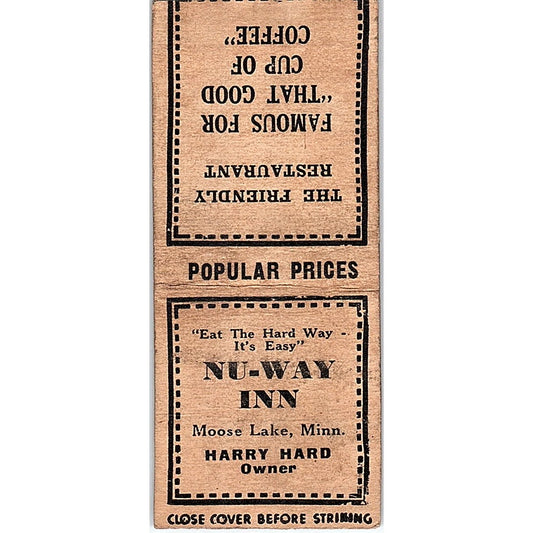 THE FRIENDLY
RESTAURANT
FAMOUS FOR
"THAT GOOD
CUP OF
COFFEE"
POPULAR PRICES
"Eat The Hard Way -
It's Easy"
NU-WAY
INN
Moose Lake, Minn.
HARRY HARD
Owner
CLOSE COVER BEFORE STRIKING